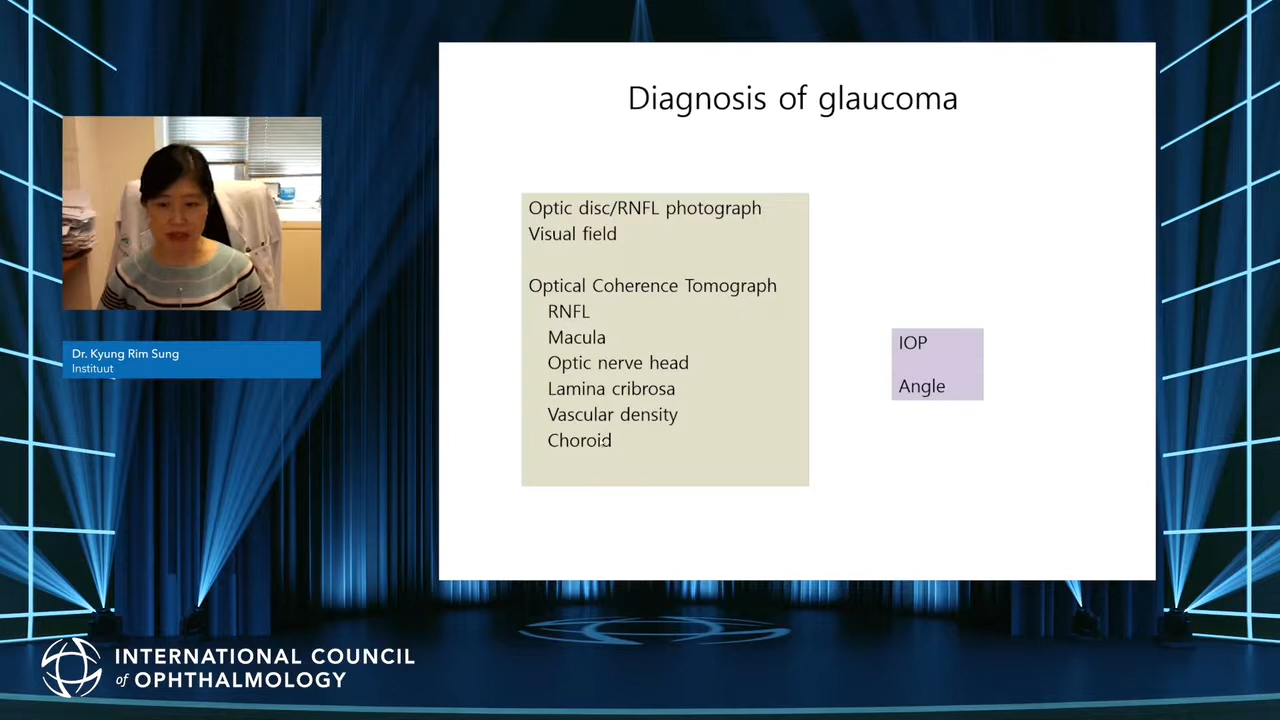 Diagnosis of glaucoma
Optic disc/RNFL photograph
Visual field
Optical Coherence Tomograph
RNFL
Macula
Optic nerve head
Lamina cribrosa
Vascular density
Choroid
IOP
Angle
Dr. Kyung Rim Sung
Instituut
INTERNATIONAL COUNCIL
of OPHTHALMOLOGY